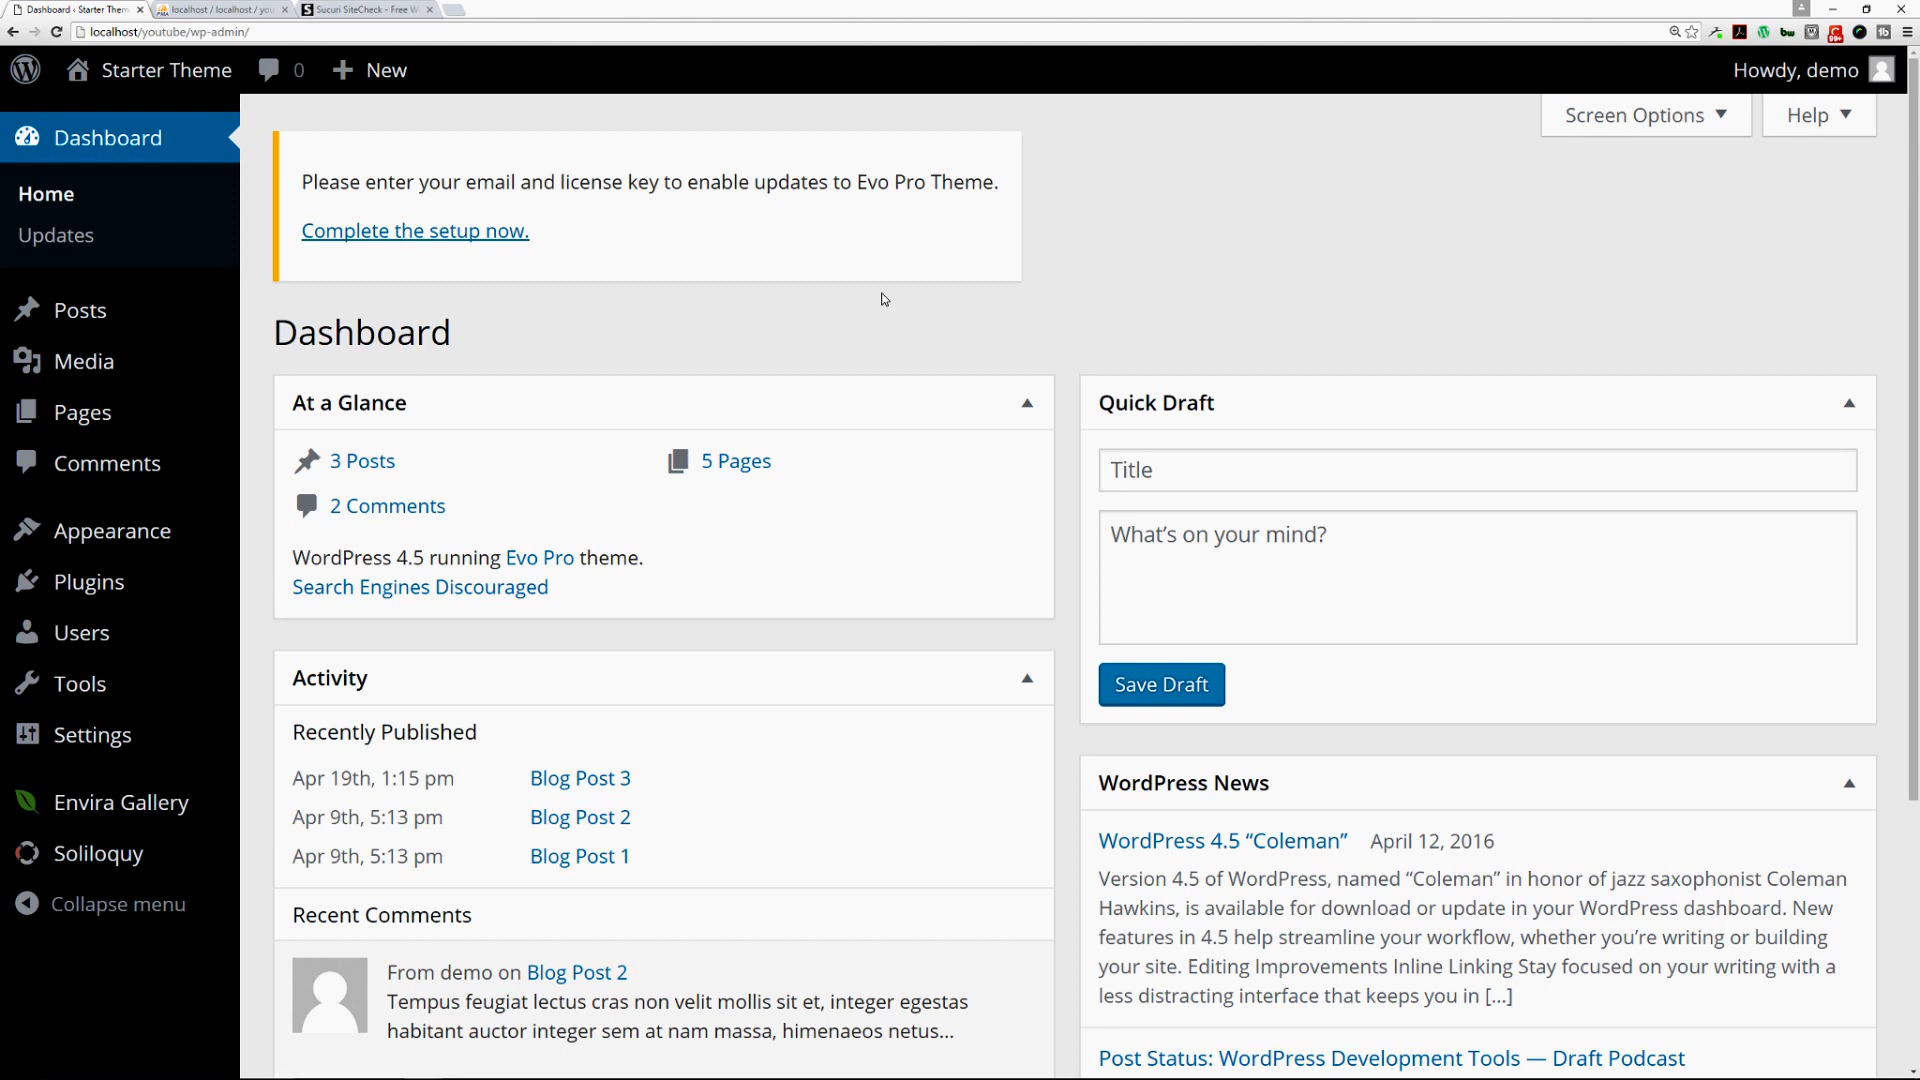 Dashboard ‹ Starter Them
localhost / localhost / you
Sucuri SiteCheck - Free W
localhost/youtube/wp-admin/
Starter Theme
0
New
Howdy, demo
Screen Options
Help
Dashboard
Home
Updates
Posts
Media
Pages
Comments
Appearance
Plugins
Users
Tools
Settings
Envira Gallery
Soliloquy
Collapse menu
Please enter your email and license key to enable updates to Evo Pro Theme.
Complete the setup now.
Dashboard
At a Glance
3 Posts
5 Pages
2 Comments
WordPress 4.5 running Evo Pro theme.
Search Engines Discouraged
Activity
Recently Published
Apr 19th, 1:15 pm Blog Post 3
Apr 9th, 5:13 pm Blog Post 2
Apr 9th, 5:13 pm Blog Post 1
Recent Comments
From demo on Blog Post 2
Tempus feugiat lectus cras non velit mollis sit et, integer egestas
habitant auctor integer sem at nam massa, himenaeos netus...
Quick Draft
Title
What’s on your mind?
Save Draft
WordPress News
WordPress 4.5 “Coleman” April 12, 2016
Version 4.5 of WordPress, named “Coleman” in honor of jazz saxophonist Coleman
Hawkins, is available for download or update in your WordPress dashboard. New
features in 4.5 help streamline your workflow, whether you’re writing or building
your site. Editing Improvements Inline Linking Stay focused on your writing with a
less distracting interface that keeps you in [...]
Post Status: WordPress Development Tools — Draft Podcast